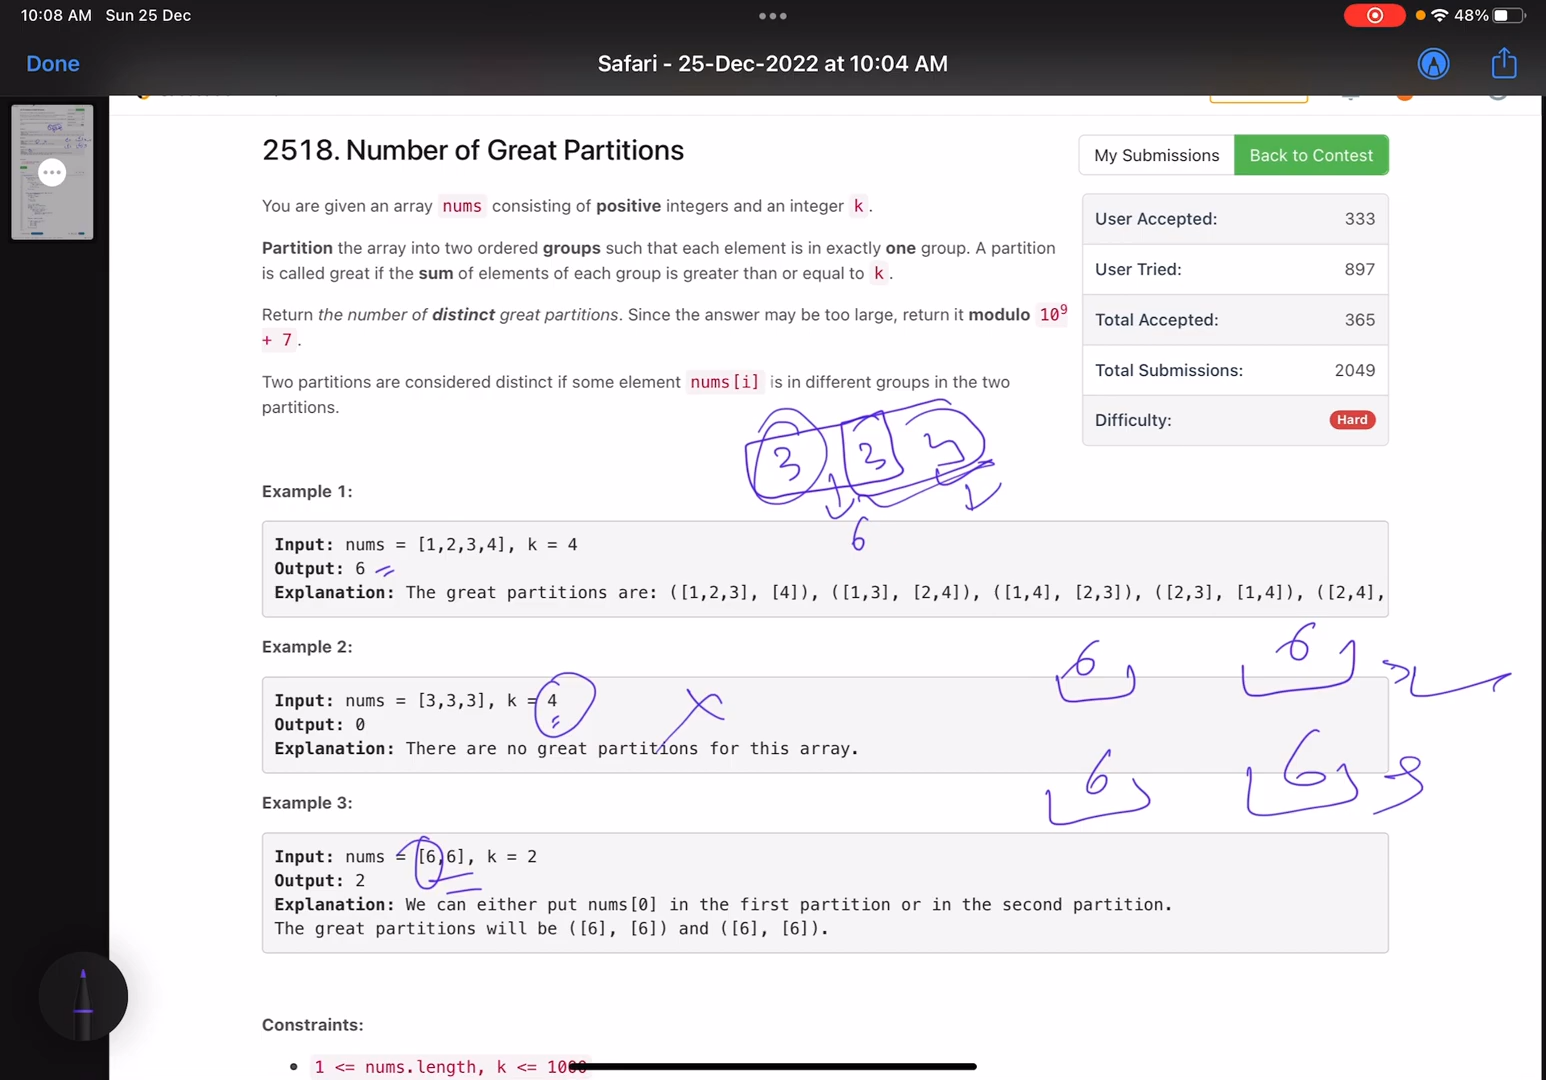 10:08 AM Sun 25 Dec
48%
Done
Safari - 25-Dec-2022 at 10:04 AM
2518. Number of Great Partitions
My Submissions
Back to Contest
You are given an array nums consisting of positive integers and an integer k.
Partition the array into two ordered groups such that each element is in exactly one group. A partition
is called great if the sum of elements of each group is greater than or equal to k.
Return the number of distinct great partitions. Since the answer may be too large, return it modulo 10^9
+ 7.
Two partitions are considered distinct if some element nums[i] is in different groups in the two
partitions.
User Accepted: 333
User Tried: 897
Total Accepted: 365
Total Submissions: 2049
Difficulty: Hard
3 3 3
6
Example 1:
Input: nums = [1,2,3,4], k = 4
Output: 6
Explanation: The great partitions are: ([1,2,3], [4]), ([1,3], [2,4]), ([1,4], [2,3]), ([2,3], [1,4]), ([2,4],
Example 2:
6 6
Input: nums = [3,3,3], k = 4
Output: 0
Explanation: There are no great partitions for this array.
6 6
Example 3:
Input: nums = [6,6], k = 2
Output: 2
Explanation: We can either put nums[0] in the first partition or in the second partition.
The great partitions will be ([6], [6]) and ([6], [6]).
Constraints:
1 <= nums.length, k <= 1000